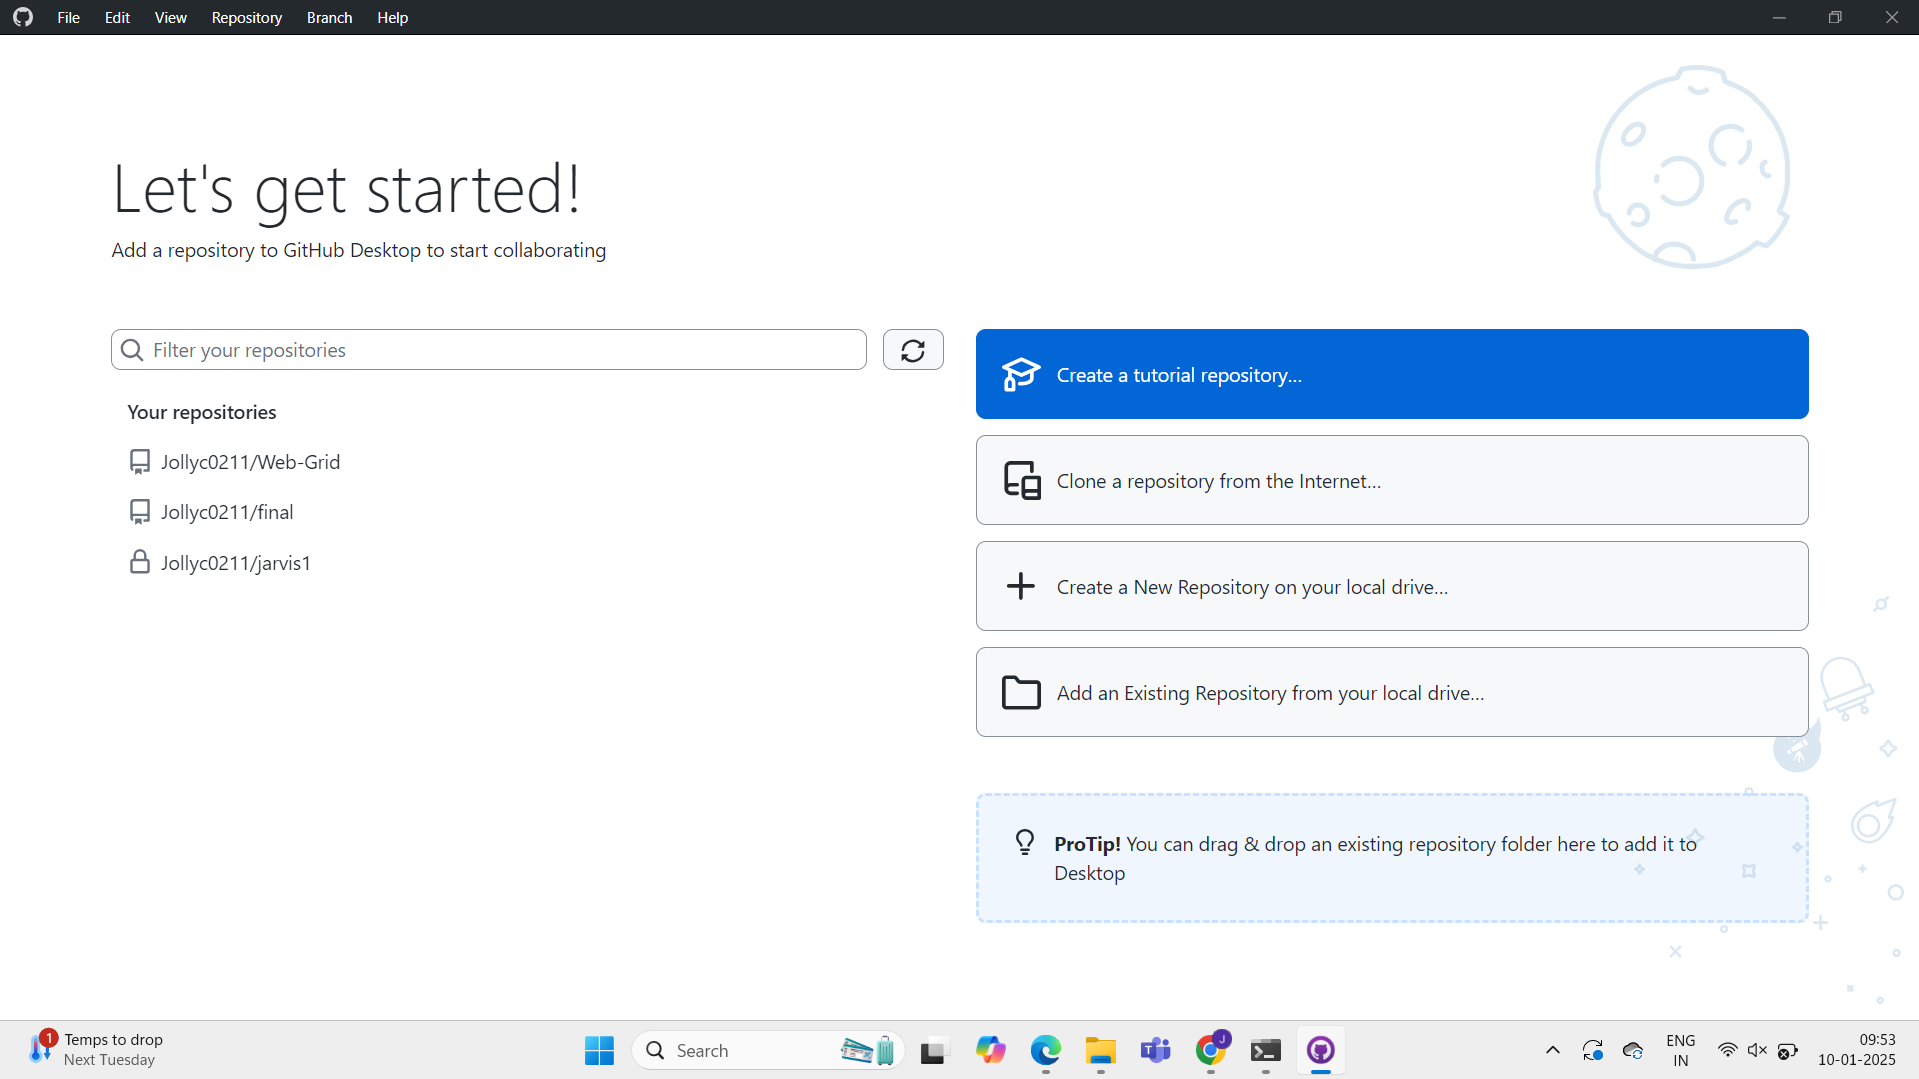 File Edit View Repository Branch Help
Let's get started!
Add a repository to GitHub Desktop to start collaborating
Filter your repositories
Your repositories
Jollyc0211/Web-Grid
Jollyc0211/final
Jollyc0211/jarvis1
Create a tutorial repository...
Clone a repository from the Internet...
Create a New Repository on your local drive...
Add an Existing Repository from your local drive...
ProTip! You can drag & drop an existing repository folder here to add it to
Desktop
1
Temps to drop
Next Tuesday
Search
J
ENG
IN
09:53
10-01-2025